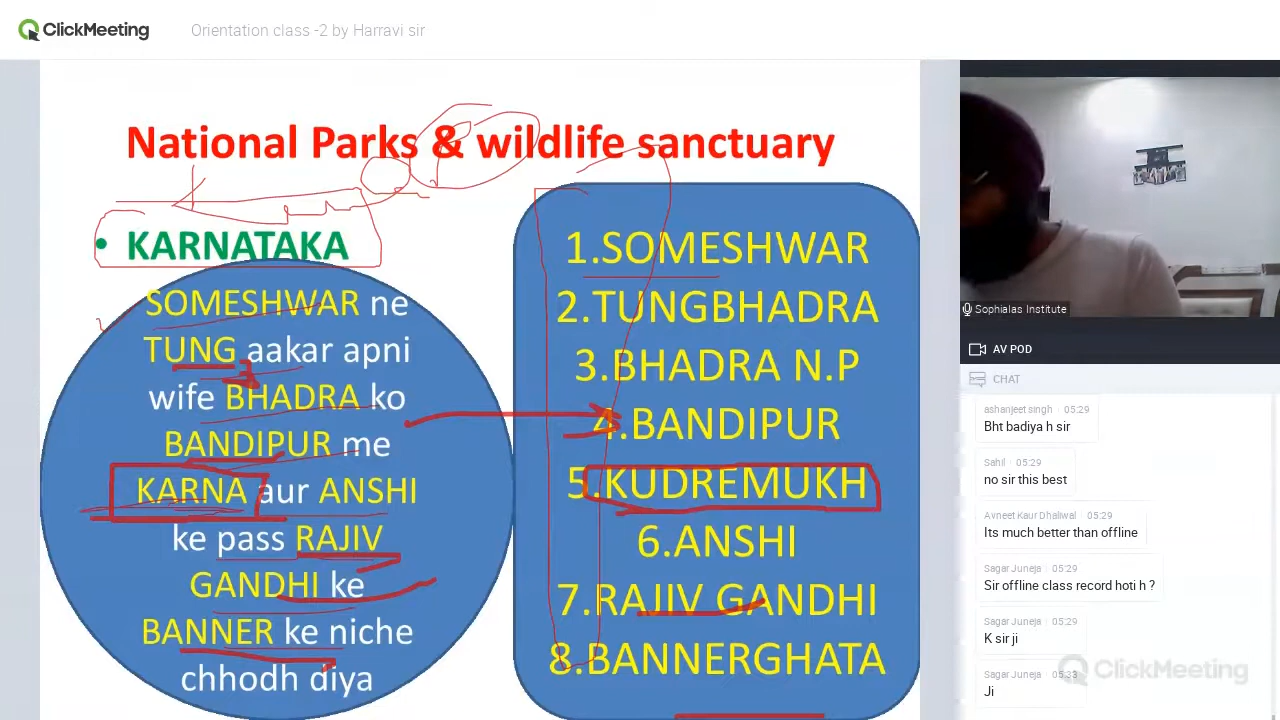 ClickMeeting
Orientation class -2 by Harravi sir
National Parks & wildlife sanctuary
• KARNATAKA
SOMESHWAR ne
TUNG aakar apni
wife BHADRA ko
BANDIPUR me
KARNA aur ANSHI
ke pass RAJIV
GANDHI ke
BANNER ke niche
chhodh diya
1.SOMESHWAR
2.TUNGBHADRA
3.BHADRA N.P
4.BANDIPUR
5.KUDREMUKH
6.ANSHI
7.RAJIV GANDHI
8.BANNERGHATA
Sophialas Institute
AV POD
CHAT
ashanjeet singh · 05:29
Bht badiya h sir
Sahil · 05:29
no sir this best
Avneet Kaur Dhaliwal · 05:29
Its much better than offline
Sagar Juneja · 05:29
Sir offline class record hoti h ?
Sagar Juneja · 05:29
K sir ji
Sagar Juneja · 05:33
Ji
ClickMeeting